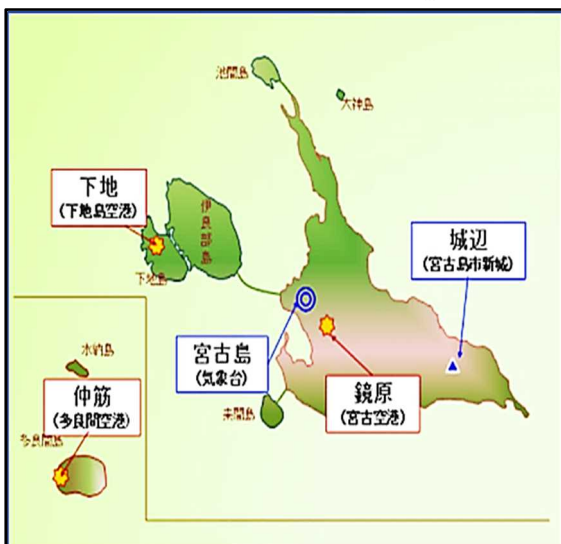 池間島
大神島
下地
(下地島空港)
伊良部島
城辺
(宮古島市新城)
下地島
宮古島
(気象台)
鏡原
(宮古空港)
水納島
仲筋
(多良間空港)
来間島
多良間島